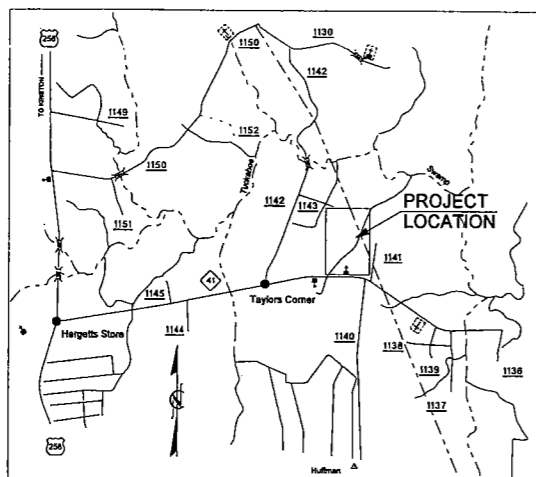 258
TO KINSTON
1150
1130
1142
1149
1152
1150
Tuckahoe
1151
1142
1143
Swamp
PROJECT
LOCATION
1141
41
1145
Taylors Corner
Hargetts Store
1144
1140
1138
1139
1136
1137
258
Huffman